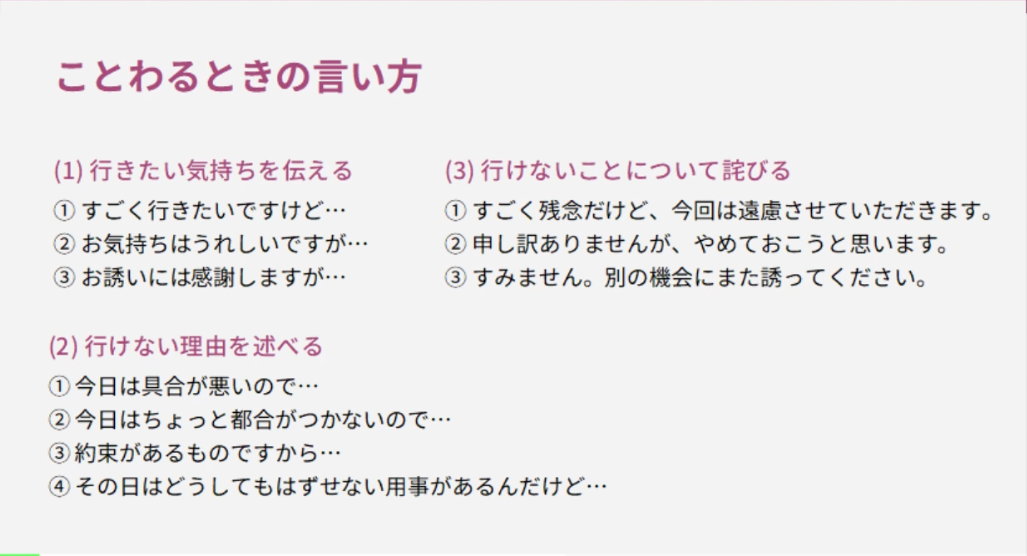 ことわるときの言い方
(1) 行きたい気持ちを伝える
① すごく行きたいですけど…
② お気持ちはうれしいですが…
③ お誘いには感謝しますが…
(2) 行けない理由を述べる
① 今日は具合が悪いので…
② 今日はちょっと都合がつかないので…
③ 約束があるものですから…
④ その日はどうしてもはずせない用事があるんだけど…
(3) 行けないことについて詫びる
① すごく残念だけど、今回は遠慮させていただきます。
② 申し訳ありませんが、やめておこうと思います。
③ すみません。別の機会にまた誘ってください。